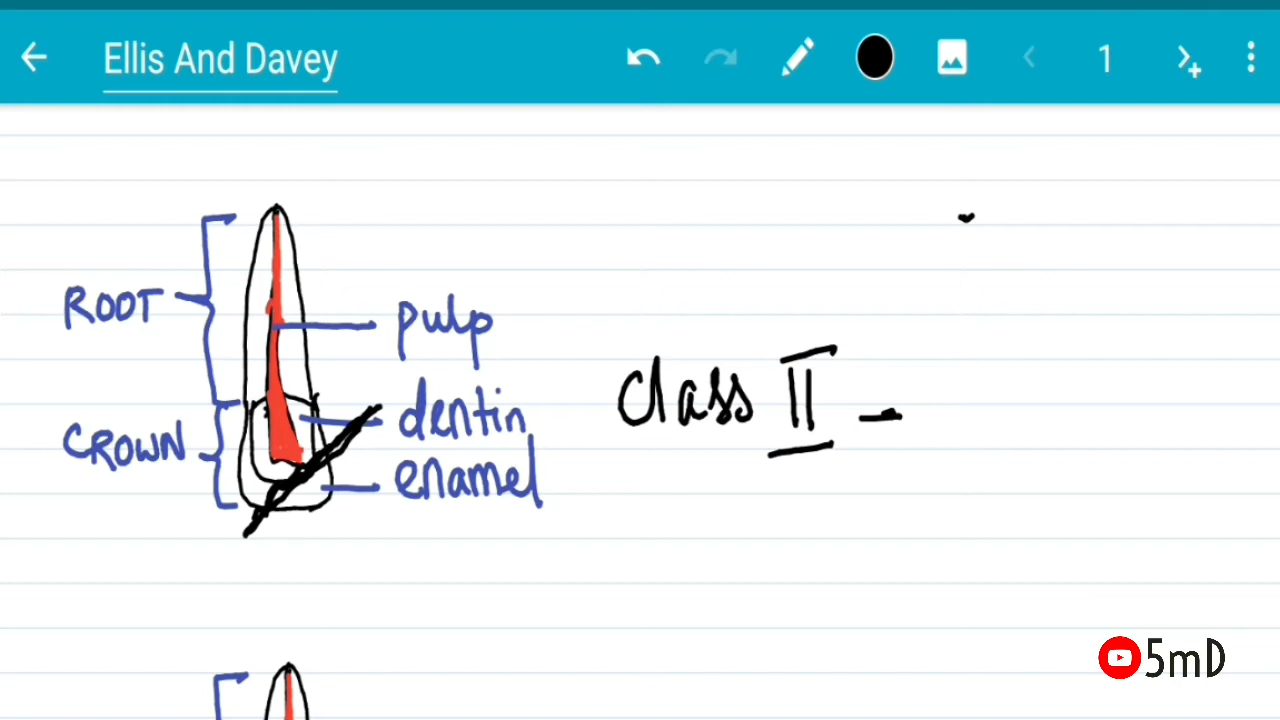 Ellis And Davey
1
ROOT
pulp
Class II -
dentin
CROWN
enamel
5mD